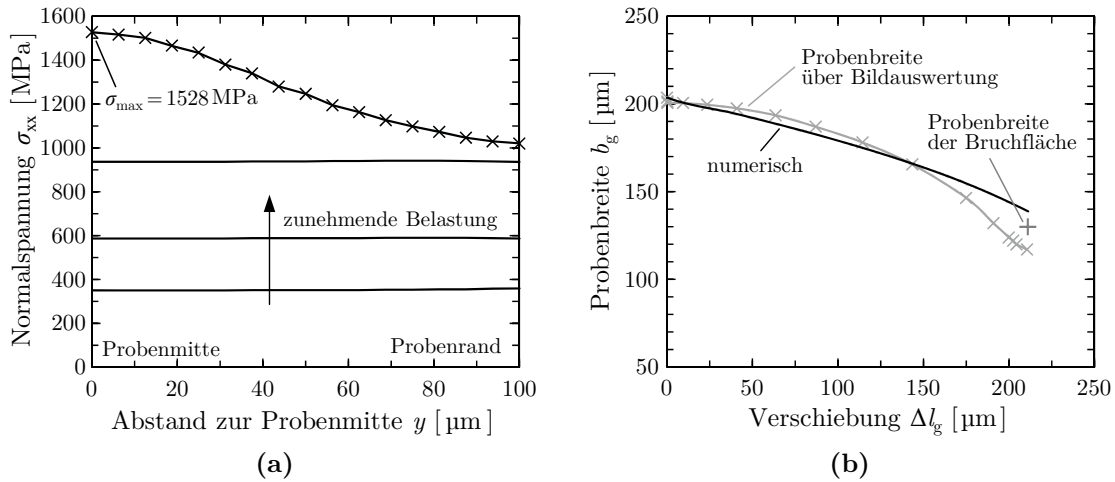 1600
1400
1200
1000
800
600
400
200
0
Normalspannung σxx [MPa]
σmax = 1528 MPa
zunehmende Belastung
Probenmitte
Probenrand
0 20 40 60 80 100
Abstand zur Probenmitte y [µm]
(a)
250
200
150
100
50
Probenbreite bg [µm]
Probenbreite
über Bildauswertung
numerisch
Probenbreite
der Bruchfläche
0 50 100 150 200 250
Verschiebung Δlg [µm]
(b)